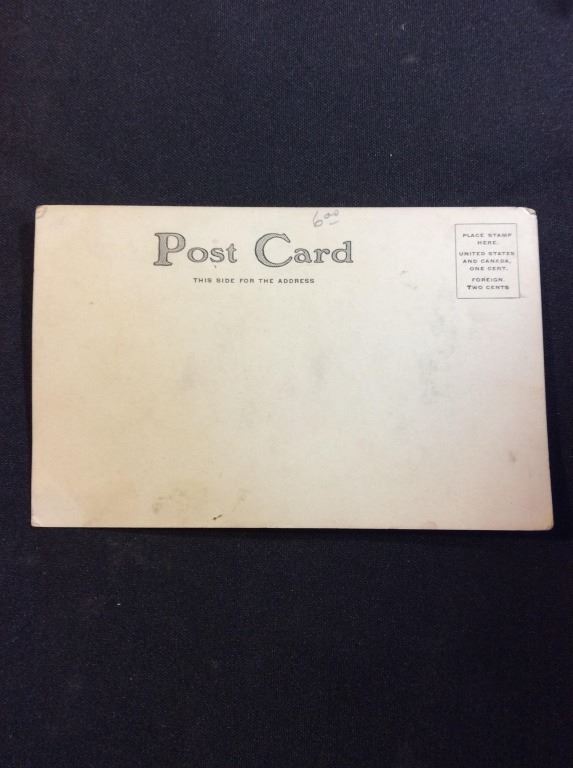 6.00
Post Card
THIS SIDE FOR THE ADDRESS
PLACE STAMP
HERE.
UNITED STATES
AND CANADA,
ONE CENT.
FOREIGN,
TWO CENTS